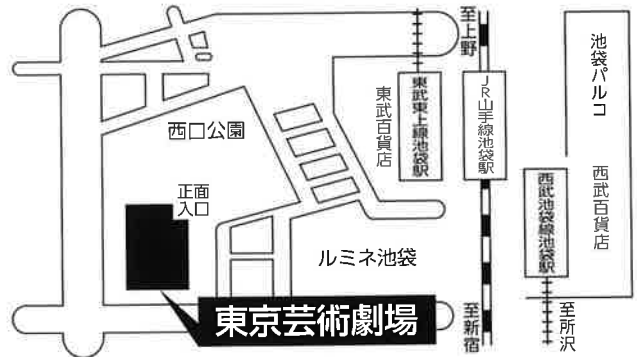 至上野
池袋パルコ
東武百貨店
東武東上線池袋駅
JR山手線池袋駅
西口公園
西武百貨店
西武池袋線池袋駅
正面
入口
ルミネ池袋
東京芸術劇場
至新宿
至所沢